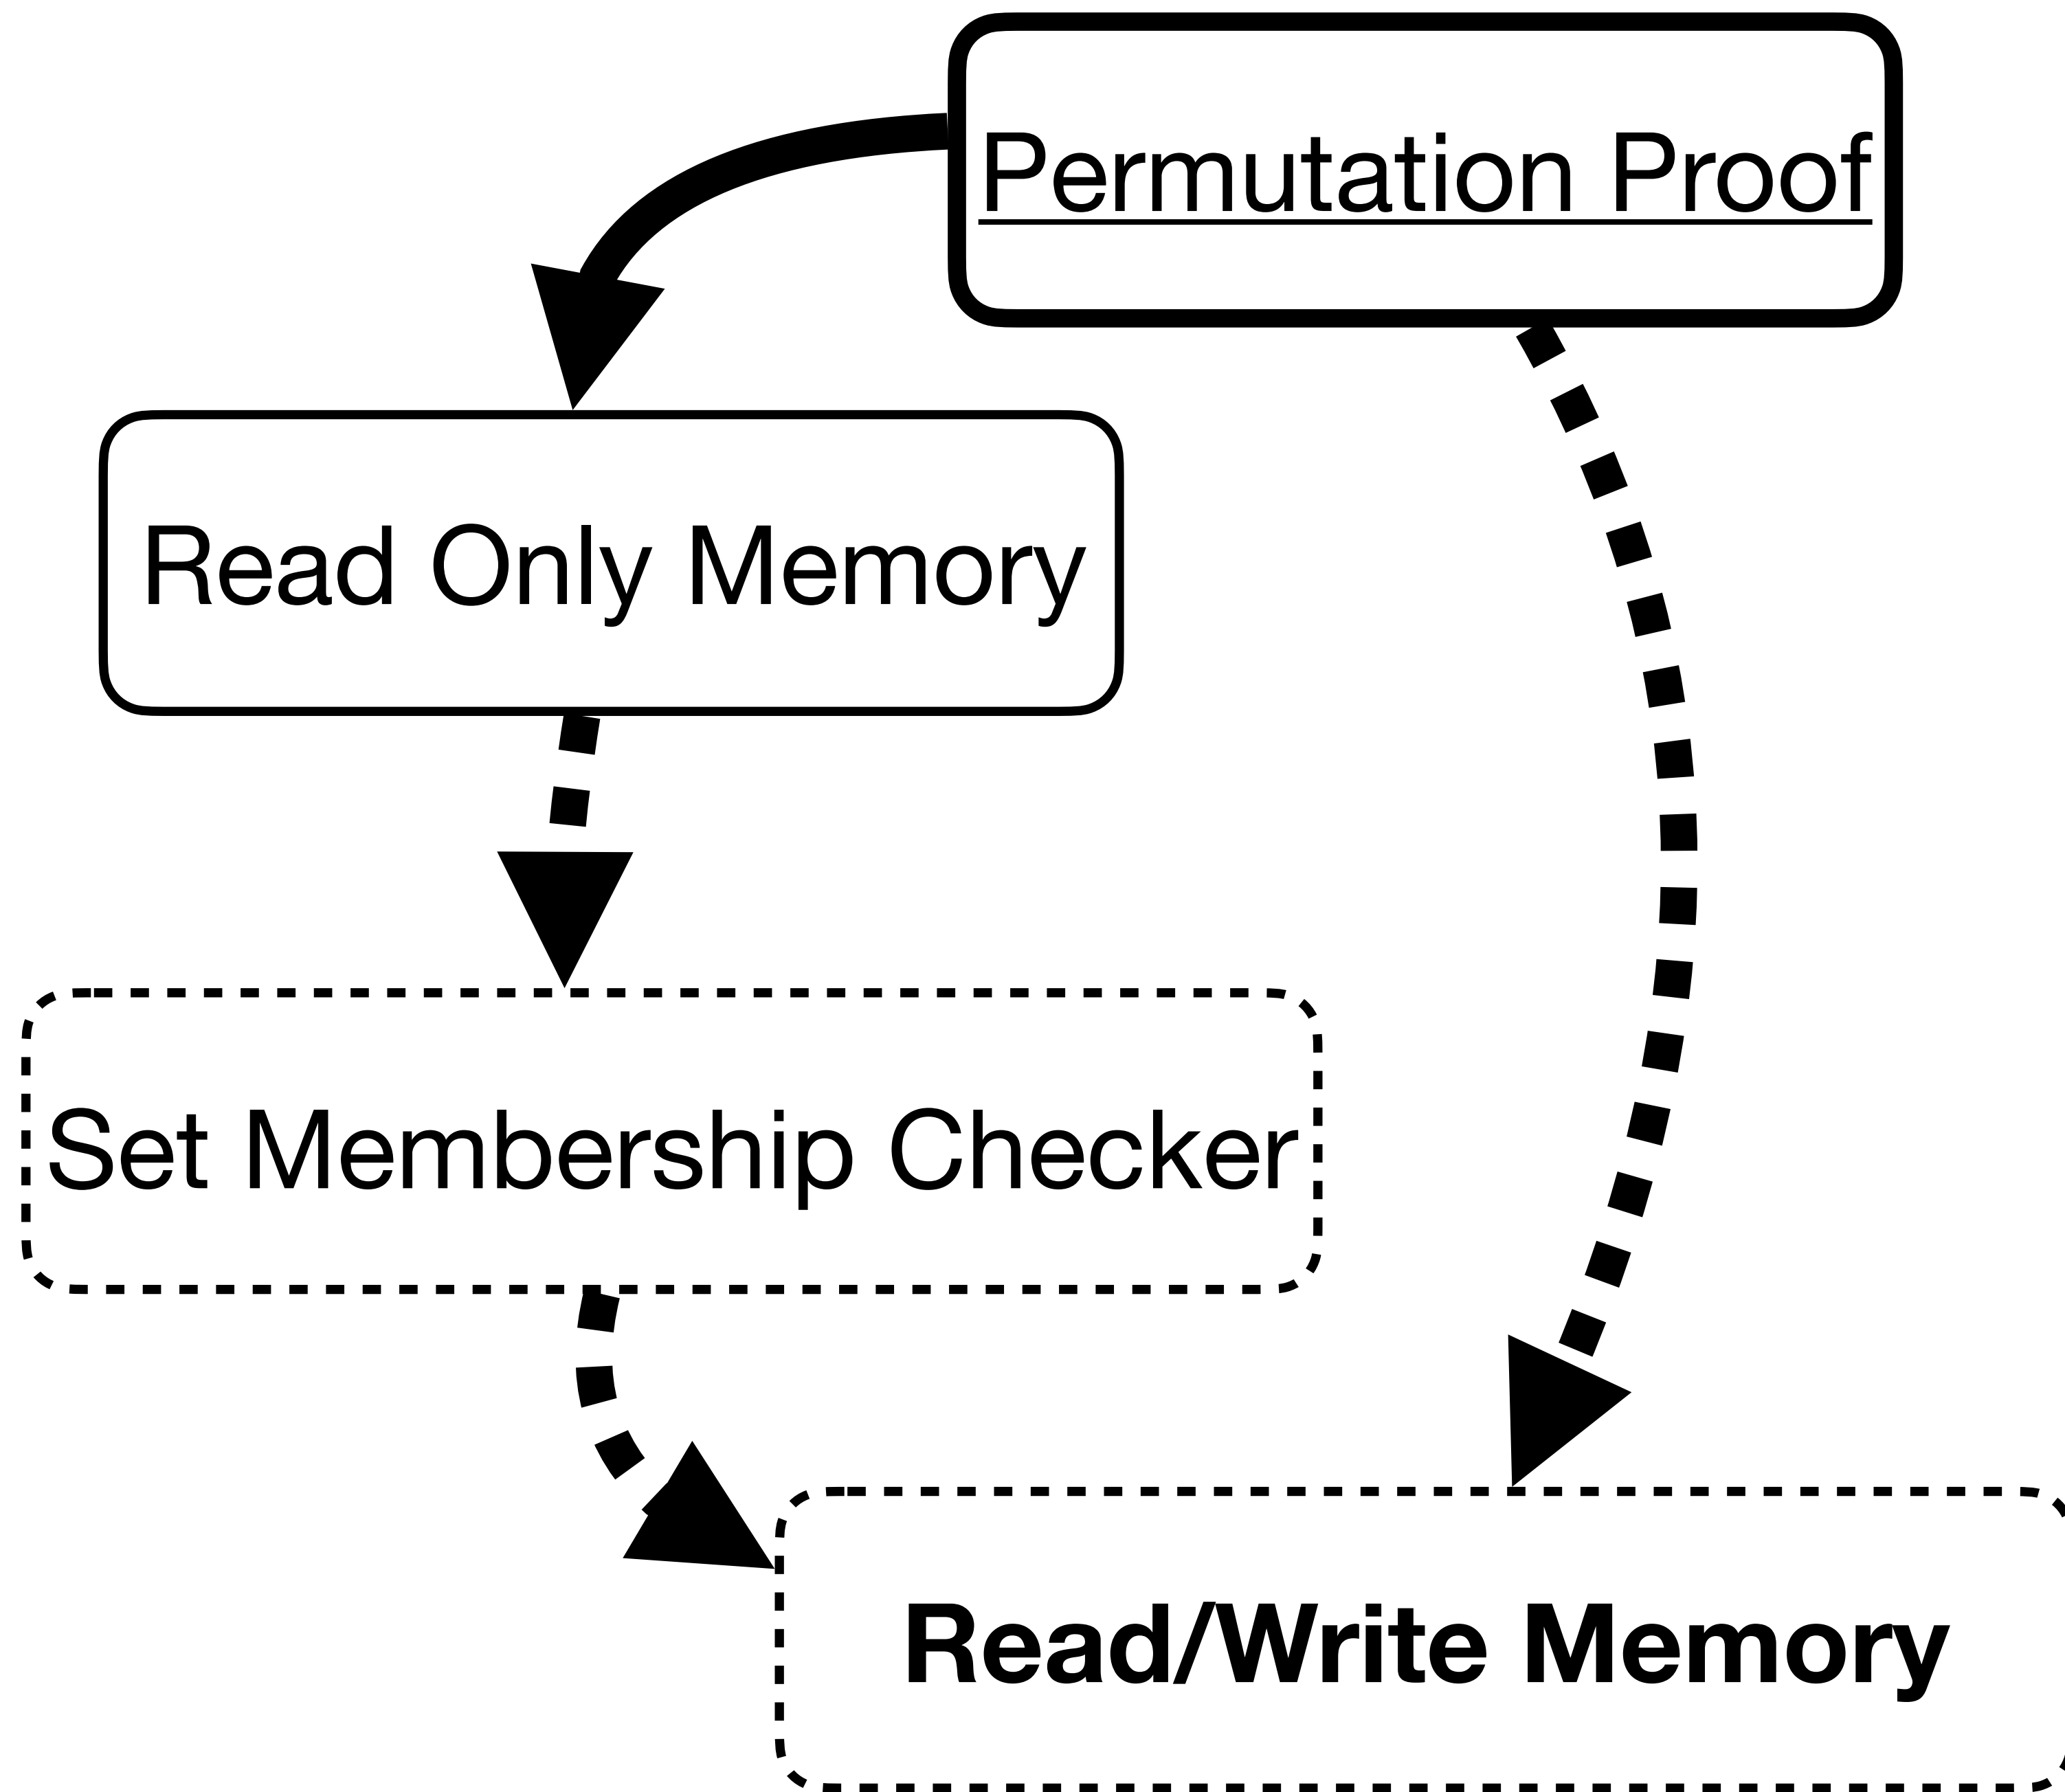 Permutation Proof
Read Only Memory
Set Membership Checker
Read/Write Memory